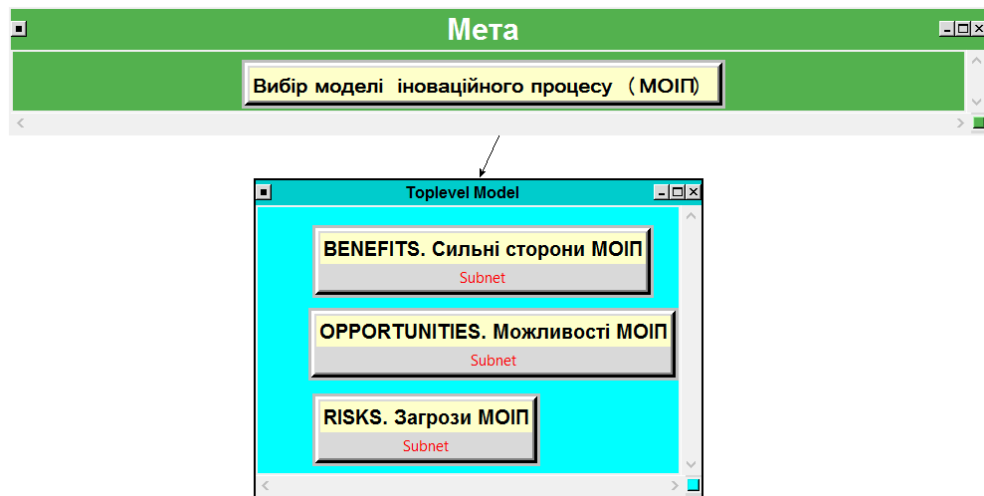 Мета
Вибір моделі іноваційного процесу (МОІП)
Toplevel Model
BENEFITS. Сильні сторони МОІП
Subnet
OPPORTUNITIES. Можливості МОІП
Subnet
RISKS. Загрози МОІП
Subnet